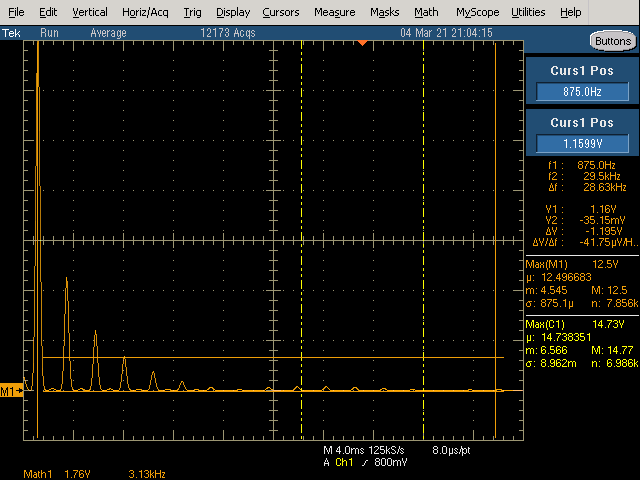 File Edit Vertical Horiz/Acq Trig Display Cursors Measure Masks Math MyScope Utilities Help
Tek Run Average 12173 Acqs 04 Mar 21 21:04:15
Buttons
Curs1 Pos
875.0Hz
Curs1 Pos
1.1599V
f1 : 875.0Hz
f2 : 29.5kHz
Δf : 28.63kHz
V1 : 1.16V
V2 : -35.15mV
ΔV : -1.195V
ΔV/Δf : -41.75µV/H..
Max(M1) 12.5V
µ: 12.496683
m: 4.545 M: 12.5
σ: 875.1µ n: 7.856k
Max(C1) 14.73V
µ: 14.738351
m: 6.566 M: 14.77
σ: 8.962m n: 6.986k
M1
M 4.0ms 125kS/s 8.0µs/pt
A Ch1 ∕ 800mV
Math1 1.76V 3.13kHz